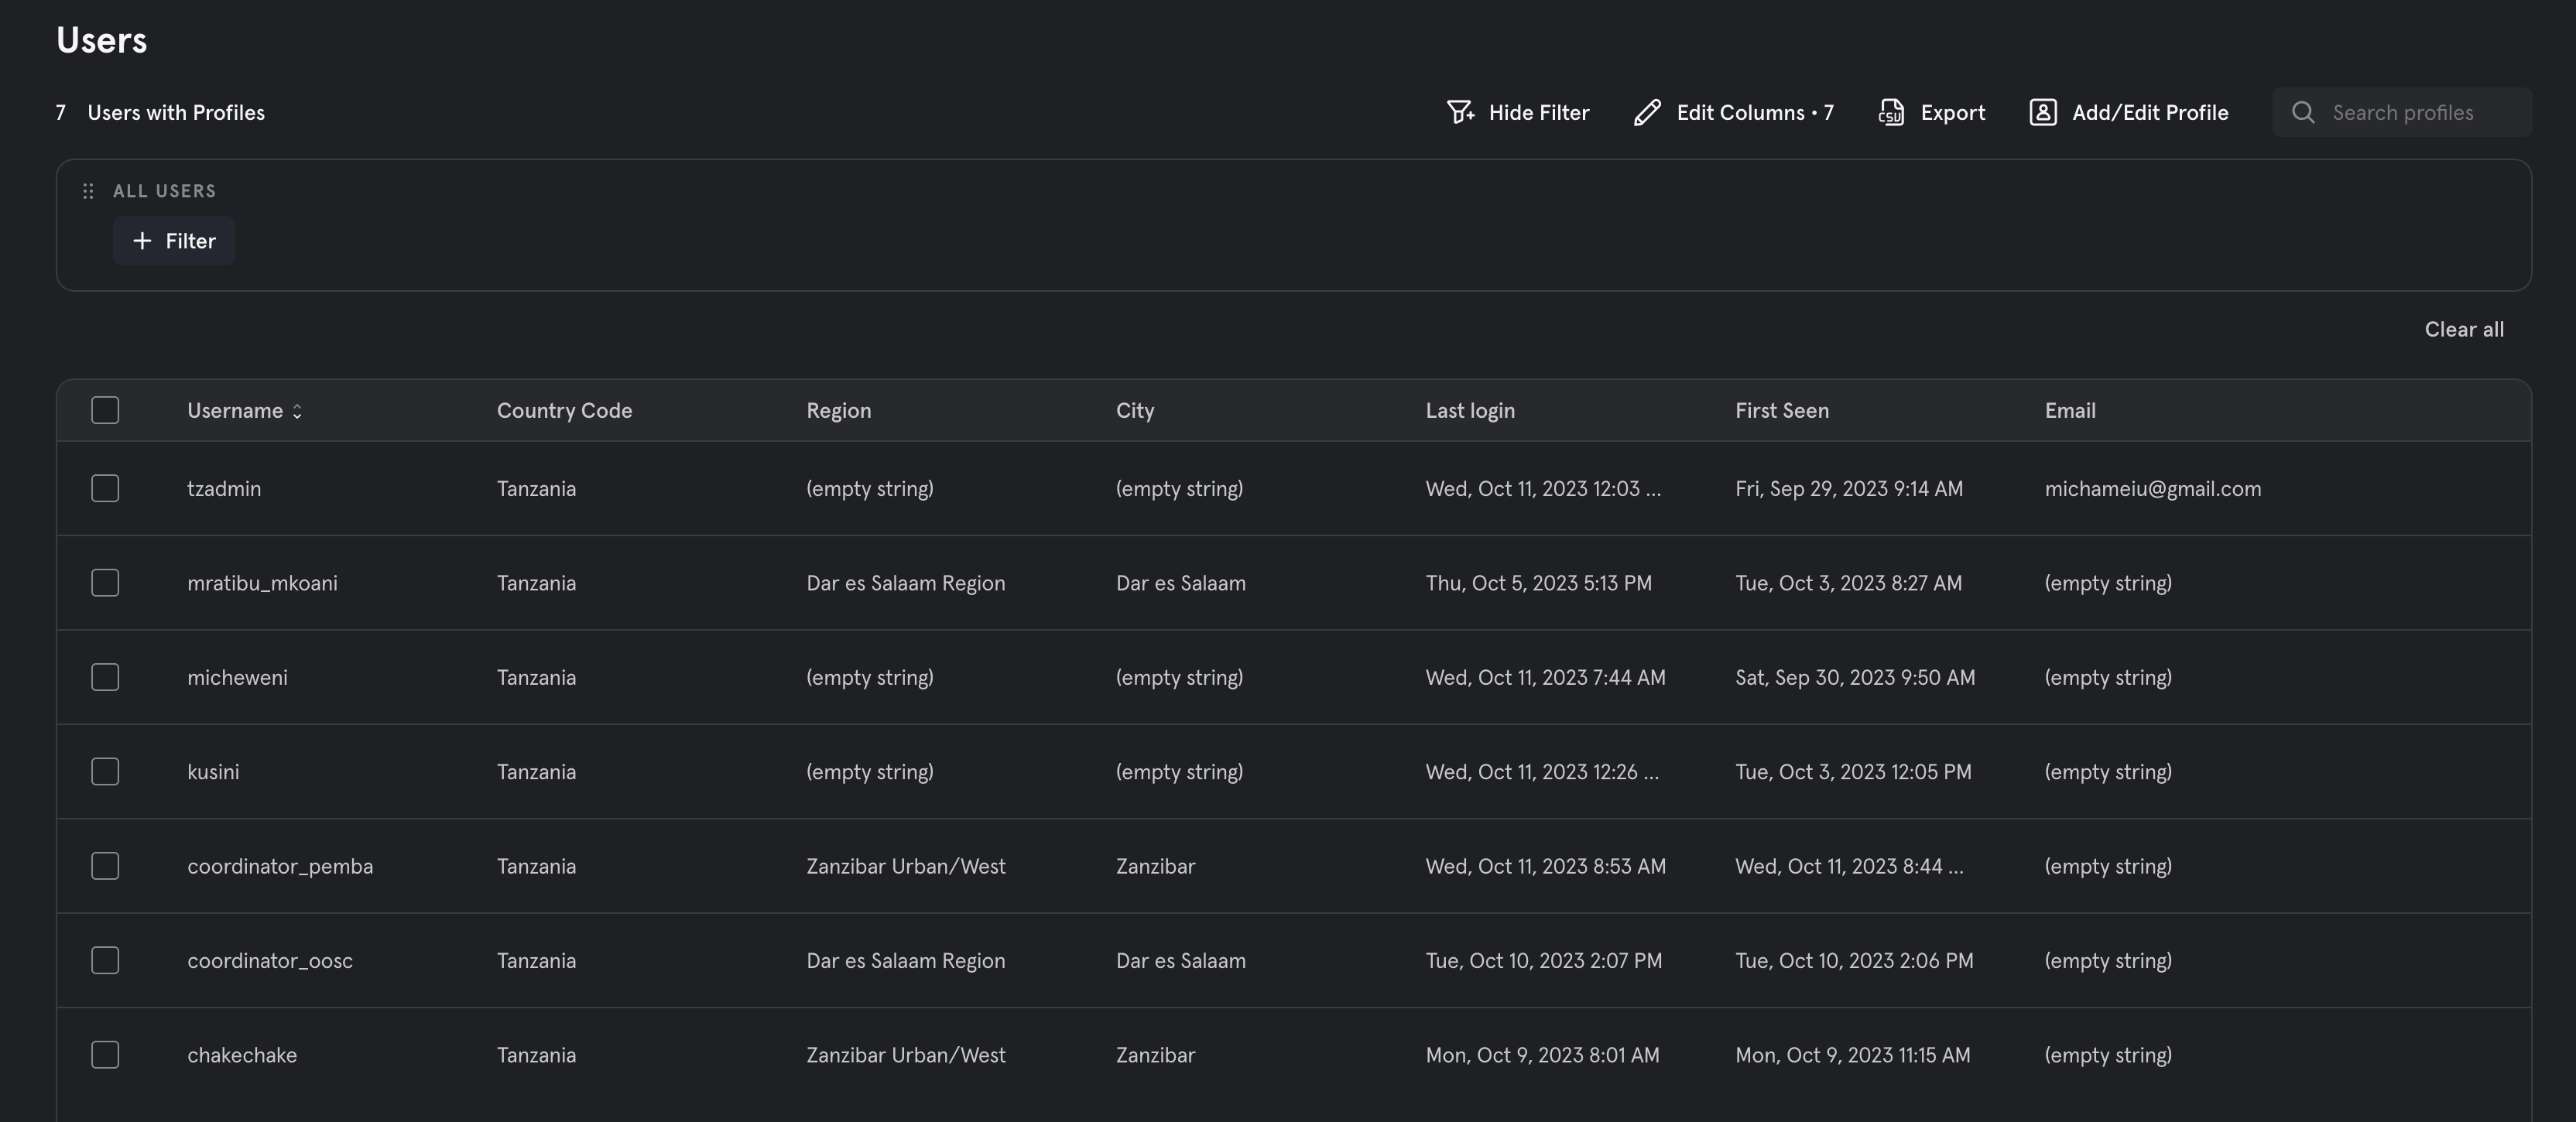 Users
7 Users with Profiles Hide Filter Edit Columns • 7 CSV Export Add/Edit Profile Search profiles
ALL USERS
+ Filter
Clear all
Username Country Code Region City Last login First Seen Email
tzadmin Tanzania (empty string) (empty string) Wed, Oct 11, 2023 12:03 ... Fri, Sep 29, 2023 9:14 AM michameiu@gmail.com
mratibu_mkoani Tanzania Dar es Salaam Region Dar es Salaam Thu, Oct 5, 2023 5:13 PM Tue, Oct 3, 2023 8:27 AM (empty string)
micheweni Tanzania (empty string) (empty string) Wed, Oct 11, 2023 7:44 AM Sat, Sep 30, 2023 9:50 AM (empty string)
kusini Tanzania (empty string) (empty string) Wed, Oct 11, 2023 12:26 ... Tue, Oct 3, 2023 12:05 PM (empty string)
coordinator_pemba Tanzania Zanzibar Urban/West Zanzibar Wed, Oct 11, 2023 8:53 AM Wed, Oct 11, 2023 8:44 ... (empty string)
coordinator_oosc Tanzania Dar es Salaam Region Dar es Salaam Tue, Oct 10, 2023 2:07 PM Tue, Oct 10, 2023 2:06 PM (empty string)
chakechake Tanzania Zanzibar Urban/West Zanzibar Mon, Oct 9, 2023 8:01 AM Mon, Oct 9, 2023 11:15 AM (empty string)